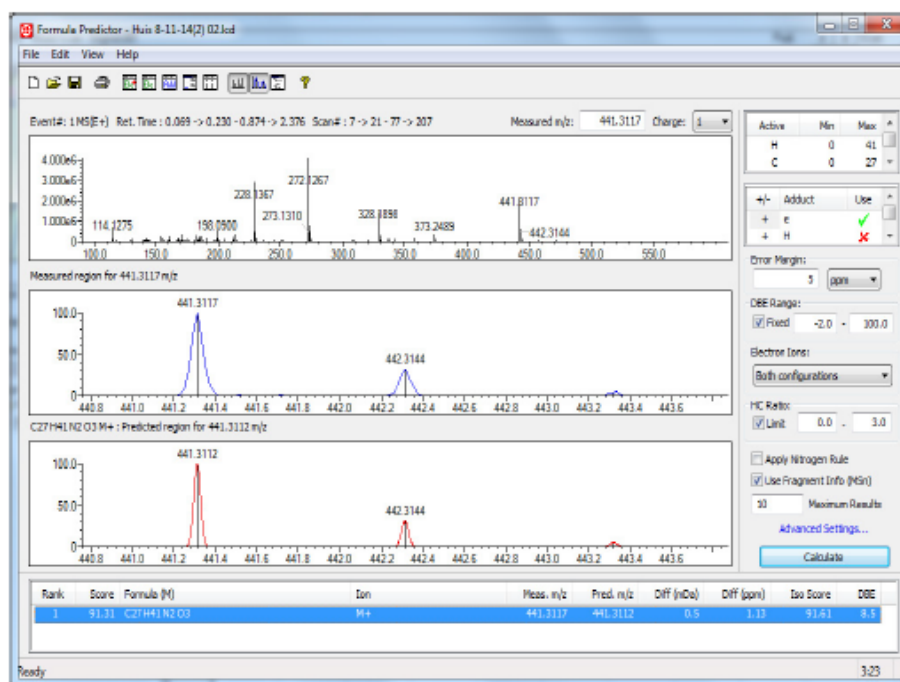 Formula Predictor - Huis 8-11-14(2) 02.lcd
File Edit View Help
Event#: 1 MS(E+) Ret. Time : 0.069 -> 0.230 - 0.874 -> 2.376 Scan# : 7 -> 21 - 77 -> 207
Measured m/z: 441.3117 Charge: 1
4.000e6
3.000e6
2.000e6
1.000e6
0
114.1275 198.0900 228.1367 273.1310 272.1267 328.1898 373.2489 441.3117 442.3144
100.0 150.0 200.0 250.0 300.0 350.0 400.0 450.0 500.0 550.0
Measured region for 441.3117 m/z
441.3117
442.3144
100.0
50.0
0
440.8 441.0 441.2 441.4 441.6 441.8 442.0 442.2 442.4 442.6 442.8 443.0 443.2 443.4 443.6
C27 H41 N2 O3 M+ : Predicted region for 441.3112 m/z
441.3112
442.3144
100.0
50.0
0
440.8 441.0 441.2 441.4 441.6 441.8 442.0 442.2 442.4 442.6 442.8 443.0 443.2 443.4 443.6
Active Min Max
H 0 41
C 0 27
+/- Adduct Use
+ e
+ H
Error Margin:
5 ppm
DBE Range:
Fixed -2.0 - 100.0
Electron Ions:
Both configurations
HC Ratio:
Limit 0.0 - 3.0
Apply Nitrogen Rule
Use Fragment Info (MSn)
10 Maximum Results
Advanced Settings...
Calculate
Rank Score Formula (M) Ion Meas. m/z Pred. m/z Diff (mDa) Diff (ppm) Iso Score DBE
1 91.31 C27 H41 N2 O3 M+ 441.3117 441.3112 0.5 1.13 91.61 8.5
Ready 3:23